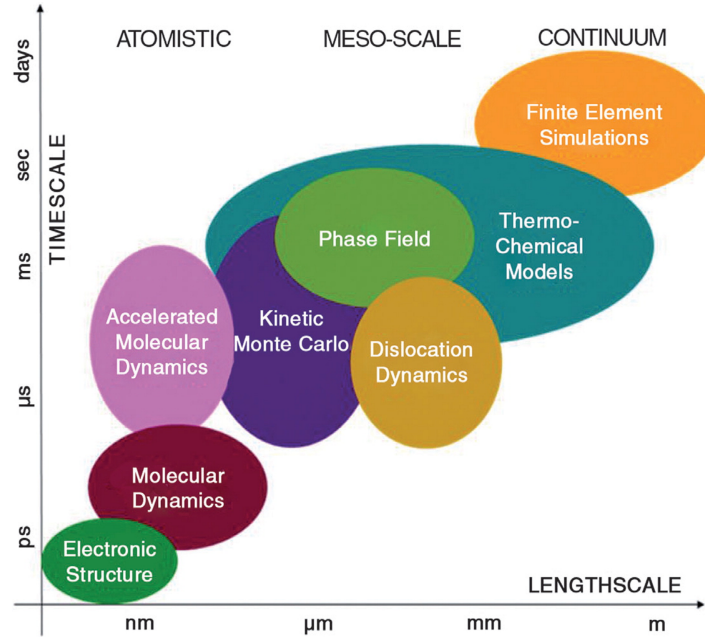 ATOMISTIC MESO-SCALE CONTINUUM
days
sec
ms
µs
ps
TIMESCALE
Finite Element
Simulations
Thermo-
Chemical
Models
Phase Field
Accelerated
Molecular
Dynamics
Kinetic
Monte Carlo
Dislocation
Dynamics
Molecular
Dynamics
Electronic
Structure
LENGTHSCALE
nm µm mm m